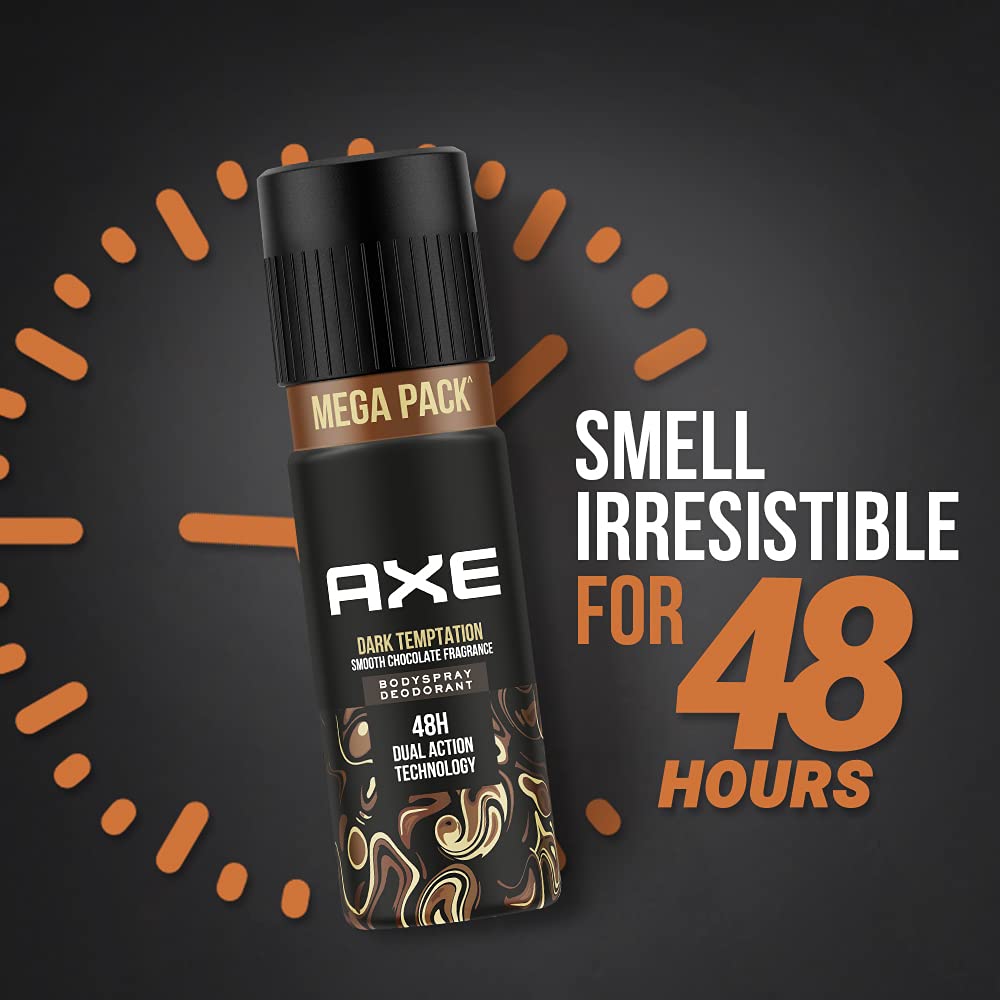 MEGA PACK^
AXE
DARK TEMPTATION
SMOOTH CHOCOLATE FRAGRANCE
BODYSPRAY
DEODORANT
48H
DUAL ACTION
TECHNOLOGY
SMELL
IRRESISTIBLE
FOR 48
HOURS